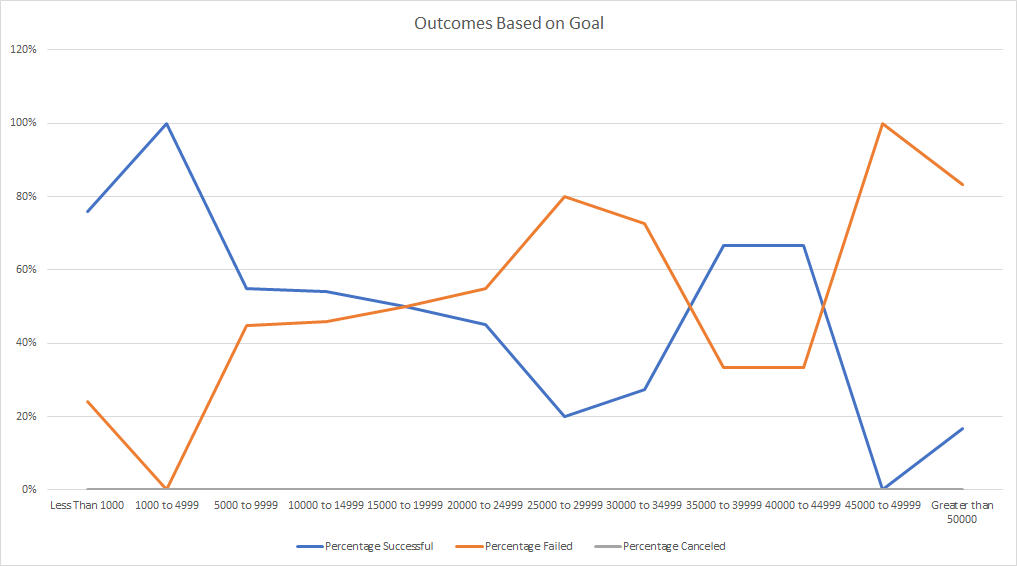 Outcomes Based on Goal
120%
100%
80%
60%
40%
20%
0%
Less Than 1000 1000 to 4999 5000 to 9999 10000 to 14999 15000 to 19999 20000 to 24999 25000 to 29999 30000 to 34999 35000 to 39999 40000 to 44999 45000 to 49999 Greater than
50000
Percentage Successful Percentage Failed Percentage Canceled